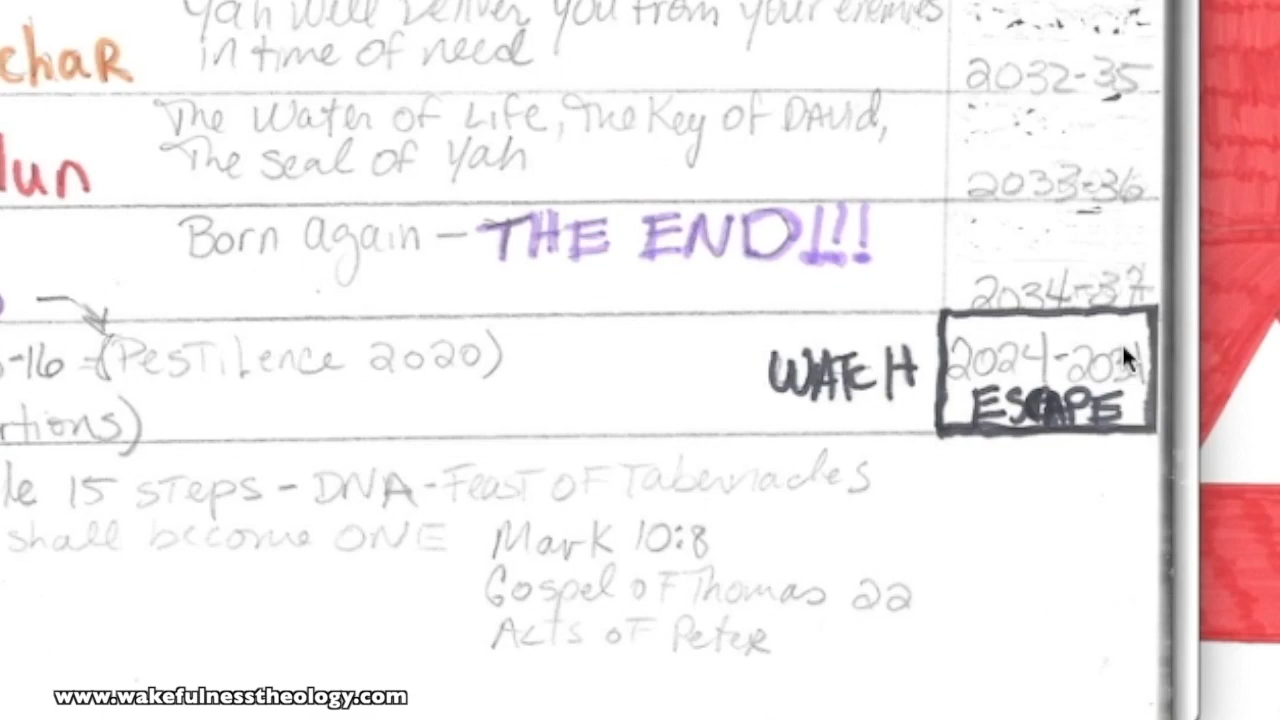 Yah will deliver you from your enemies
char in time of need 2032-35
The Water of Life, The Key of DAVID,
lun The Seal of Yah 2033-36
Born again - THE END!!!
2034-37
-16 = (PesTiLence 2020) WATCH 2024-2034
ESCAPE
rtions)
le 15 STeps - DNA - Feast OF Tabernacles
shall become ONE Mark 10:8
Gospel oF Thomas 22
Acts oF Peter
www.wakefulnesstheology.com